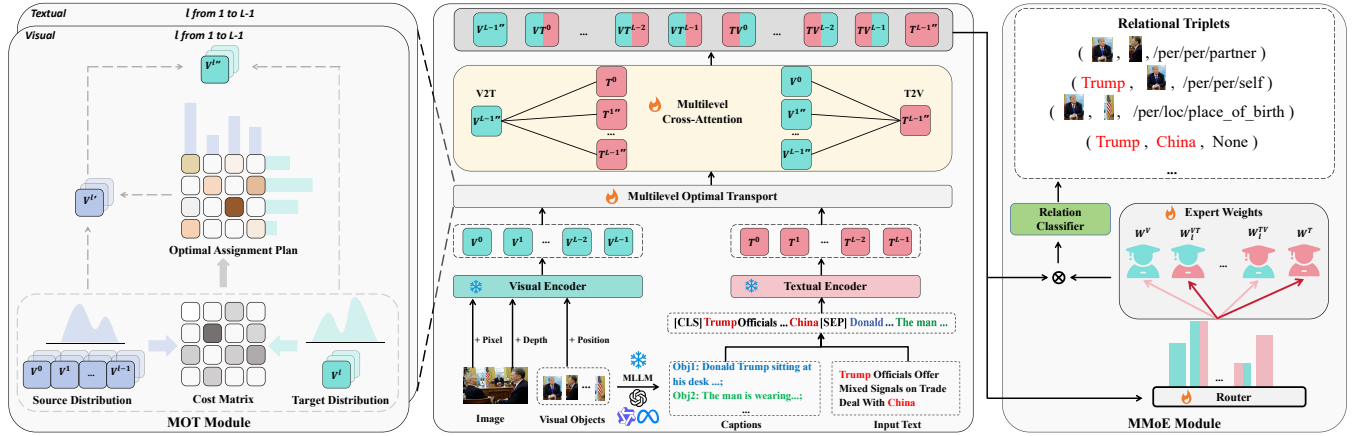 Textual
l from 1 to L-1
Visual
l from 1 to L-1
V^l''
V^l'
Optimal Assignment Plan
V^0 V^1 ... V^l-1
V^l
Source Distribution
Cost Matrix
Target Distribution
MOT Module
V^L-1'' VT^0 ... VT^L-2 VT^L-1 TV^0 ... TV^L-2 TV^L-1 T^L-1''
V2T
V^L-1''
T^0
T^1''
...
T^L-1''
Multilevel
Cross-Attention
V^0
V^1''
...
V^L-1''
T2V
T^L-1''
Multilevel Optimal Transport
V^0 V^1 ... V^L-2 V^L-1
T^0 T^1 ... T^L-2 T^L-1
Visual Encoder
Textual Encoder
[CLS] Trump Officials ... China [SEP] Donald ... The man ...
+ Pixel
+ Depth
+ Position
...
MLLM
Image
Visual Objects
Obj1: Donald Trump sitting at
his desk ...;
Obj2: The man is wearing...;
...
Captions
Trump Officials Offer
Mixed Signals on Trade
Deal With China
Input Text
Relational Triplets
( , , /per/per/partner )
( Trump , , /per/per/self )
( , , /per/loc/place_of_birth )
( Trump , China , None )
...
Relation
Classifier
Expert Weights
W^V W_l^VT ... W_l^TV W^T
...
Router
MMoE Module